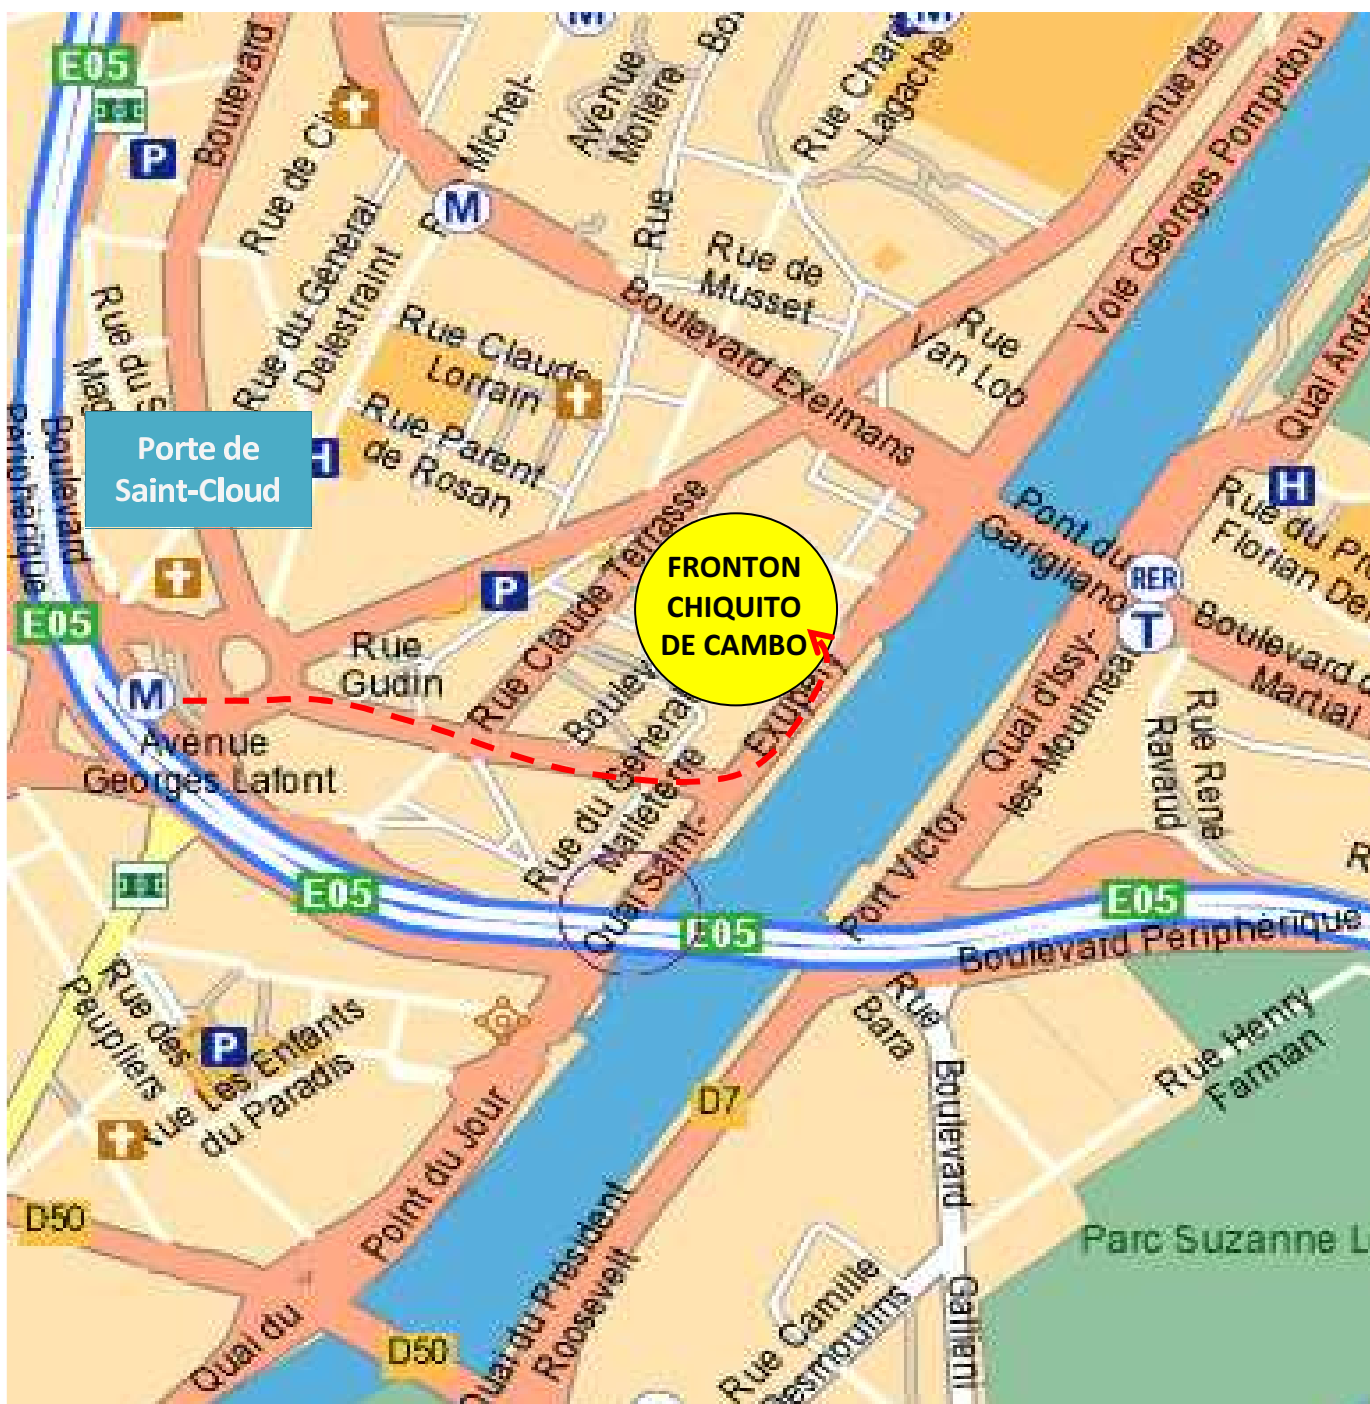 E05
P
Boulevard
Rue de
M
M
Michel-
Avenue
Molière
Rue
Lagache
Avenue de
Voie Georges Pompidou
M
Rue du Général
Dalestraint
Rue de
Musset
Boulevard Exelmans
Rue
Van Loo
Rue Claude
Lorrain
Rue Parent
de Rosan
Rue du
Boulevard
Périphérique
Porte de
Saint-Cloud
H
H
Rue du
Pont du
Garigliano
RER
T
Boulevard
Martial
FRONTON
CHIQUITO
DE CAMBO
P
Rue Claude Terrasse
E05
Rue
Gudin
M
Avenue
Georges Lafont
Rue du Général
Malleterre
Quai Saint-
Exupéry
Quai d'Issy-
les-Moulineau
Rue René
Ravaud
Port Victor
E05
E05
E05
Boulevard Périphérique
Rue des
Peupliers
P
Les Enfants
du Paradis
Rue
Bara
Rue Henry
Farman
D7
Boulevard
Gallieni
Point du Jour
D50
Quai du
D50
Quai du Président
Roosevelt
Rue Camille
Desmoulins
Parc Suzanne